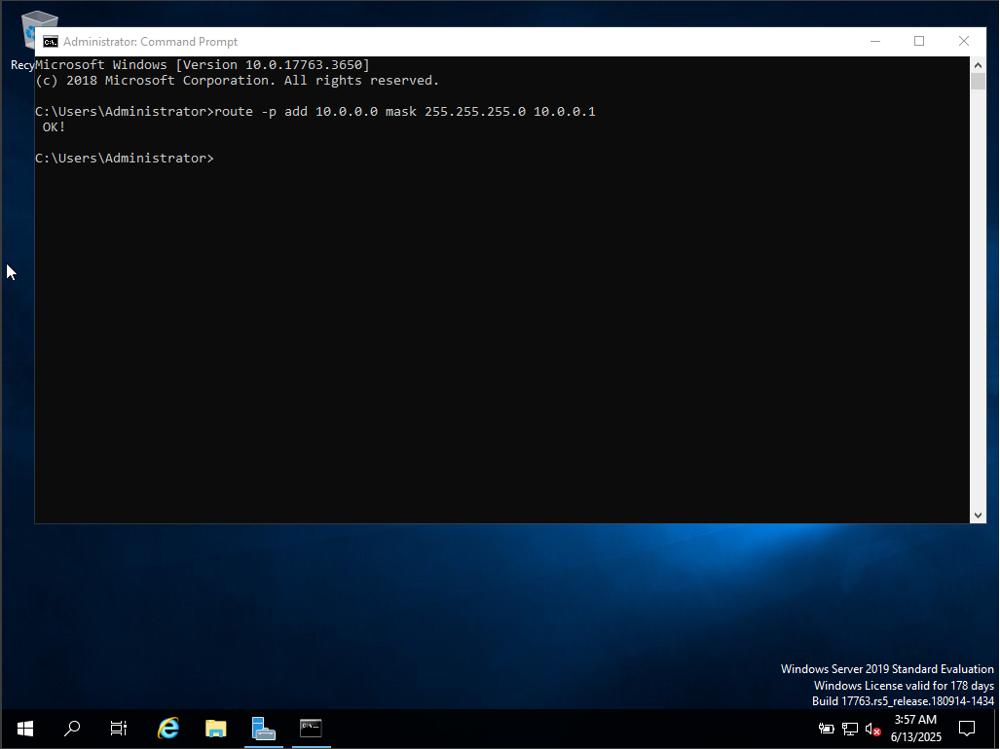 Administrator: Command Prompt
Recy
Microsoft Windows [Version 10.0.17763.3650]
(c) 2018 Microsoft Corporation. All rights reserved.
C:\Users\Administrator>route -p add 10.0.0.0 mask 255.255.255.0 10.0.0.1
OK!
C:\Users\Administrator>
Windows Server 2019 Standard Evaluation
Windows License valid for 178 days
Build 17763.rs5_release.180914-1434
3:57 AM
6/13/2025